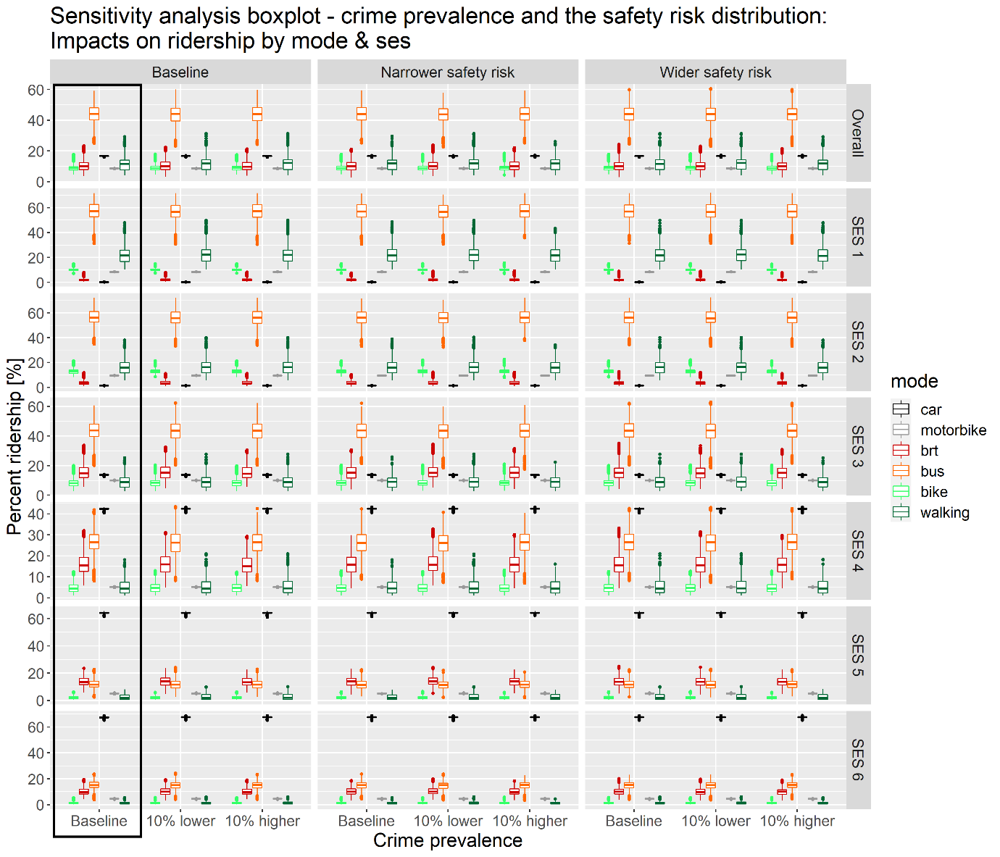 Sensitivity analysis boxplot - crime prevalence and the safety risk distribution:
Impacts on ridership by mode & ses
Baseline
Narrower safety risk
Wider safety risk
Percent ridership [%]
60
40
20
0
Overall
60
40
20
0
SES 1
60
40
20
0
SES 2
60
40
20
0
SES 3
40
30
20
10
0
SES 4
60
40
20
0
SES 5
60
40
20
0
SES 6
Baseline
10% lower
10% higher
Baseline
10% lower
10% higher
Baseline
10% lower
10% higher
Crime prevalence
mode
car
motorbike
brt
bus
bike
walking